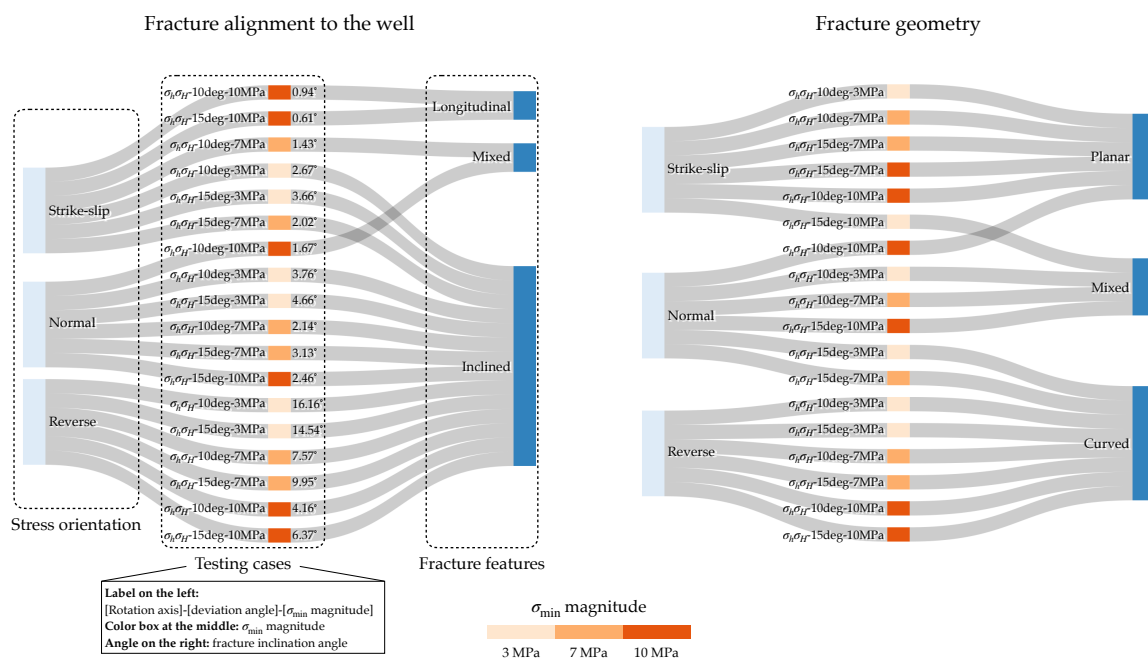 Fracture alignment to the well
Strike-slip
Normal
Reverse
Stress orientation
σhσH-10deg-10MPa 0.94°
σhσH-15deg-10MPa 0.61°
σhσH-10deg-7MPa 1.43°
σhσH-10deg-3MPa 2.67°
σhσH-15deg-3MPa 3.66°
σhσH-15deg-7MPa 2.02°
σhσH-10deg-10MPa 1.67°
σhσH-10deg-3MPa 3.76°
σhσH-15deg-3MPa 4.66°
σhσH-10deg-7MPa 2.14°
σhσH-15deg-7MPa 3.13°
σhσH-15deg-10MPa 2.46°
σhσH-10deg-3MPa 16.16°
σhσH-15deg-3MPa 14.54°
σhσH-10deg-7MPa 7.57°
σhσH-15deg-7MPa 9.95°
σhσH-10deg-10MPa 4.16°
σhσH-15deg-10MPa 6.37°
Testing cases
Longitudinal
Mixed
Inclined
Fracture features
Label on the left:
[Rotation axis]-[deviation angle]-[σmin magnitude]
Color box at the middle: σmin magnitude
Angle on the right: fracture inclination angle
Fracture geometry
Strike-slip
Normal
Reverse
σhσH-10deg-3MPa
σhσH-10deg-7MPa
σhσH-15deg-7MPa
σhσH-15deg-7MPa
σhσH-10deg-10MPa
σhσH-15deg-10MPa
σhσH-10deg-10MPa
σhσH-10deg-3MPa
σhσH-10deg-7MPa
σhσH-15deg-10MPa
σhσH-15deg-3MPa
σhσH-15deg-7MPa
σhσH-10deg-3MPa
σhσH-15deg-3MPa
σhσH-10deg-7MPa
σhσH-15deg-7MPa
σhσH-10deg-10MPa
σhσH-15deg-10MPa
Planar
Mixed
Curved
σmin magnitude
3 MPa 7 MPa 10 MPa